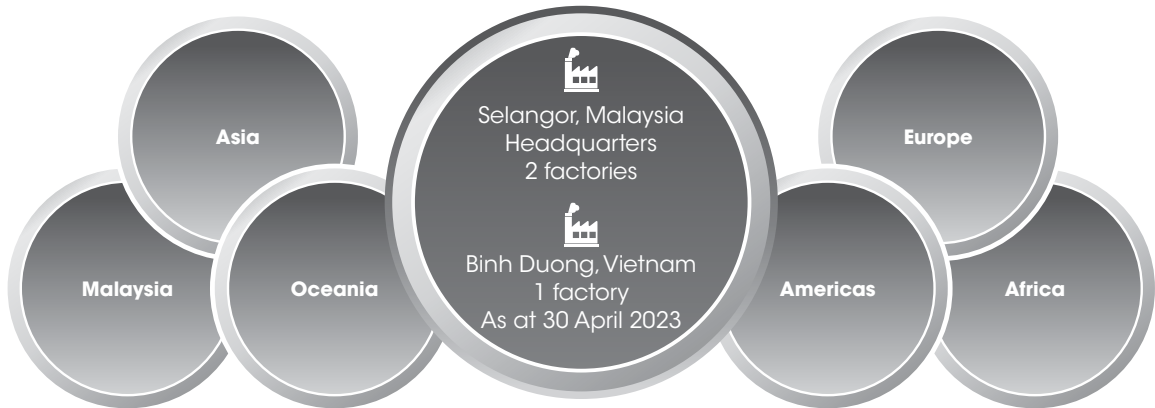 Asia
Malaysia
Oceania
Selangor, Malaysia
Headquarters
2 factories
Binh Duong, Vietnam
1 factory
As at 30 April 2023
Europe
Americas
Africa